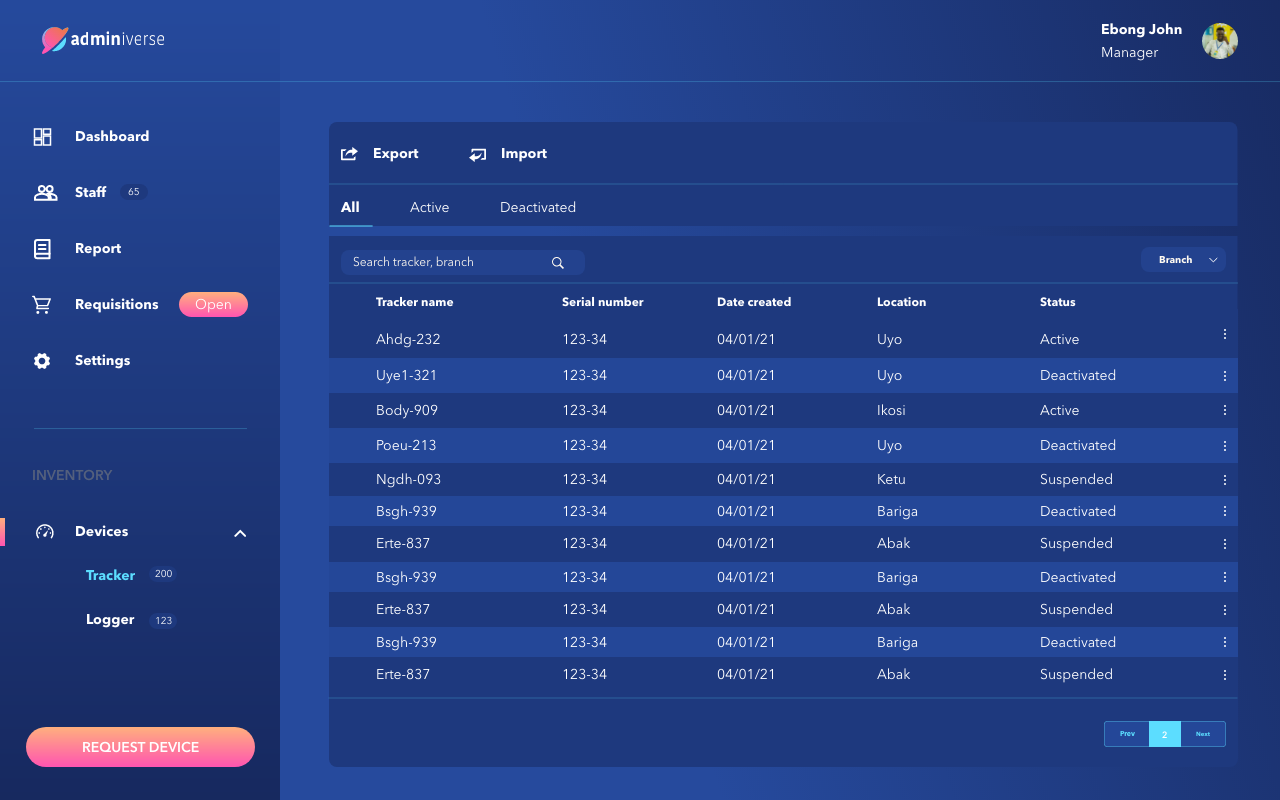 adminiverse
Ebong John
Manager
Dashboard
Staff 65
Report
Requisitions Open
Settings
INVENTORY
Devices
Tracker 200
Logger 123
REQUEST DEVICE
Export Import
All Active Deactivated
Search tracker, branch Branch
Tracker name Serial number Date created Location Status
Ahdg-232 123-34 04/01/21 Uyo Active
Uye1-321 123-34 04/01/21 Uyo Deactivated
Body-909 123-34 04/01/21 Ikosi Active
Poeu-213 123-34 04/01/21 Uyo Deactivated
Ngdh-093 123-34 04/01/21 Ketu Suspended
Bsgh-939 123-34 04/01/21 Bariga Deactivated
Erte-837 123-34 04/01/21 Abak Suspended
Bsgh-939 123-34 04/01/21 Bariga Deactivated
Erte-837 123-34 04/01/21 Abak Suspended
Bsgh-939 123-34 04/01/21 Bariga Deactivated
Erte-837 123-34 04/01/21 Abak Suspended
Prev 2 Next